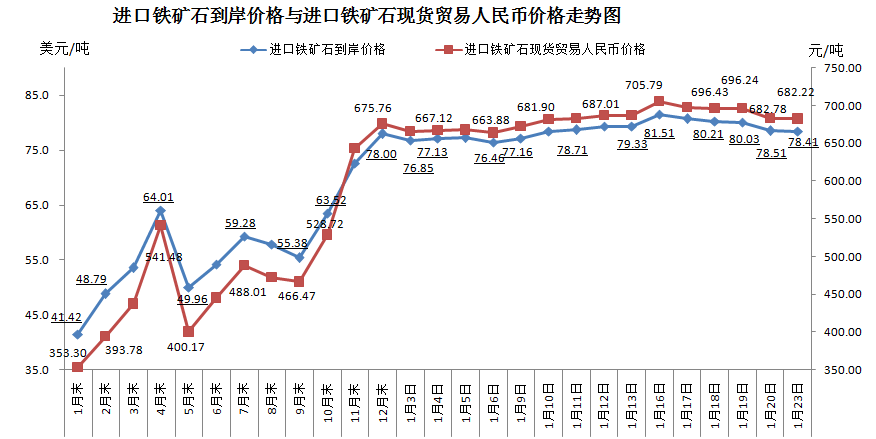 进口铁矿石到岸价格与进口铁矿石现货贸易人民币价格走势图
美元/吨
进口铁矿石到岸价格
进口铁矿石现货贸易人民币价格
元/吨
85.0
75.0
65.0
55.0
45.0
35.0
750.00
700.00
650.00
600.00
550.00
500.00
450.00
400.00
350.00
41.42
48.79
64.01
49.96
59.28
55.38
63.52
78.00
76.85
77.13
76.46
77.16
78.71
79.33
81.51
80.21
80.03
78.51
78.41
353.30
393.78
541.48
400.17
488.01
466.47
528.72
675.76
667.12
663.88
681.90
687.01
705.79
696.43
696.24
682.78
682.22
1月末
2月末
3月末
4月末
5月末
6月末
7月末
8月末
9月末
10月末
11月末
12月末
1月3日
1月4日
1月5日
1月6日
1月9日
1月10日
1月11日
1月12日
1月13日
1月16日
1月17日
1月18日
1月19日
1月20日
1月23日